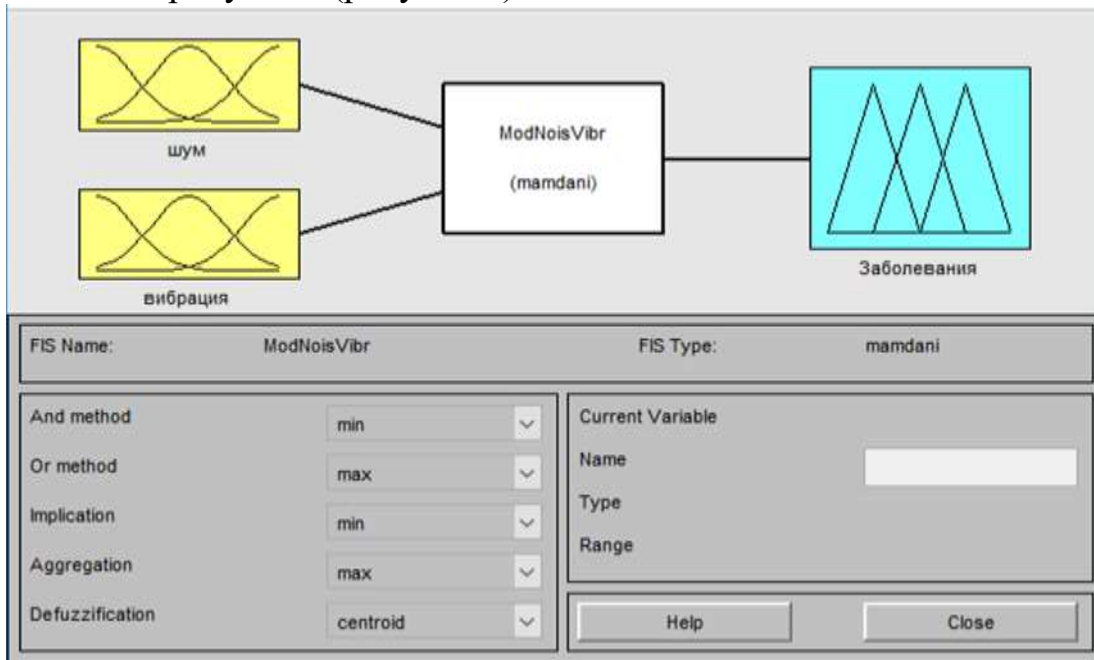 шум
ModNoisVibr
(mamdani)
вибрация
Заболевания
FIS Name: ModNoisVibr FIS Type: mamdani
And method min
Or method max
Implication min
Aggregation max
Defuzzification centroid
Current Variable
Name
Type
Range
Help Close